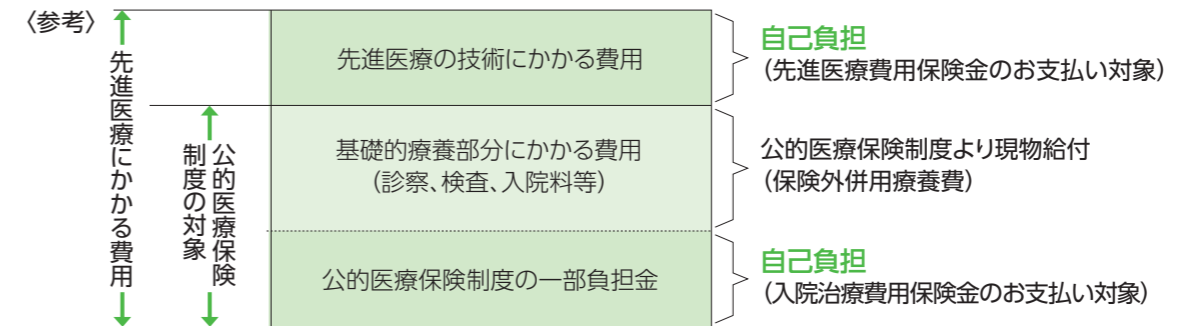 〈参考〉
先進医療にかかる費用
公的医療保険
制度の対象
先進医療の技術にかかる費用
自己負担
（先進医療費用保険金のお支払い対象）
基礎的療養部分にかかる費用
（診察、検査、入院料等）
公的医療保険制度より現物給付
（保険外併用療養費）
公的医療保険制度の一部負担金
自己負担
（入院治療費用保険金のお支払い対象）